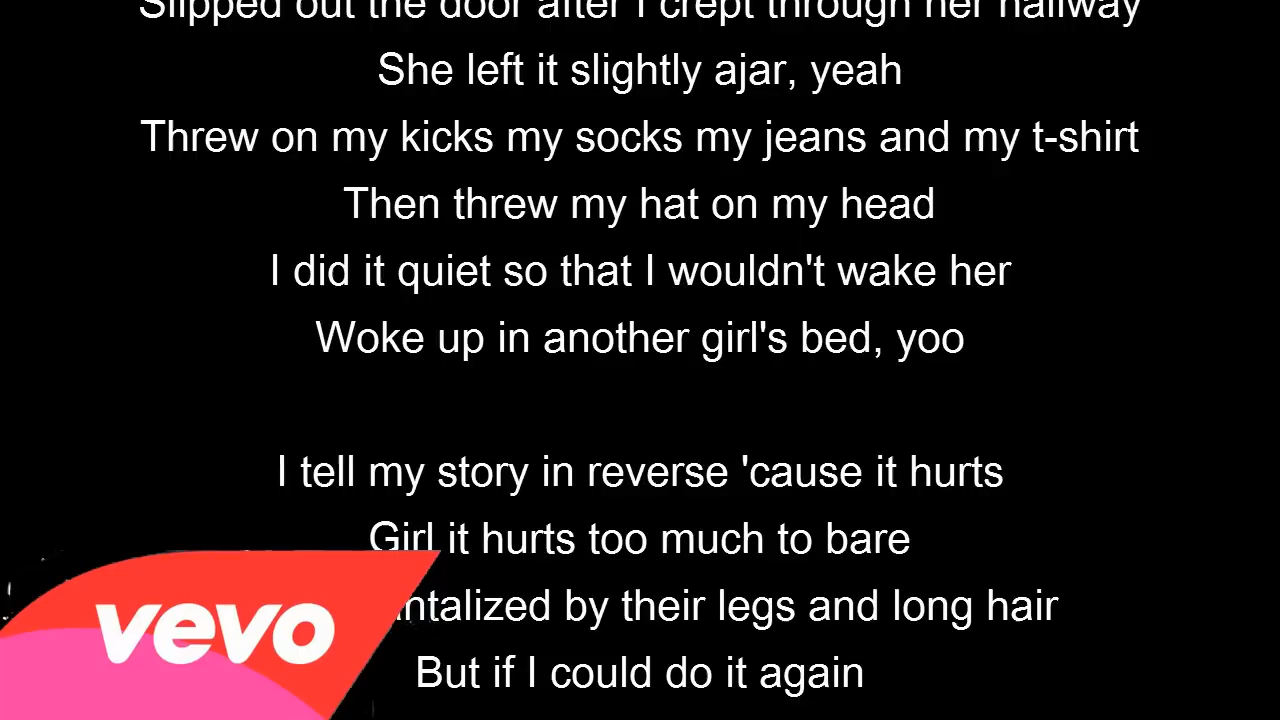 Slipped out the door after I crept through her hallway
She left it slightly ajar, yeah
Threw on my kicks my socks my jeans and my t-shirt
Then threw my hat on my head
I did it quiet so that I wouldn't wake her
Woke up in another girl's bed, yoo
I tell my story in reverse 'cause it hurts
Girl it hurts too much to bare
by their legs and long hair
But if I could do it again
vevo